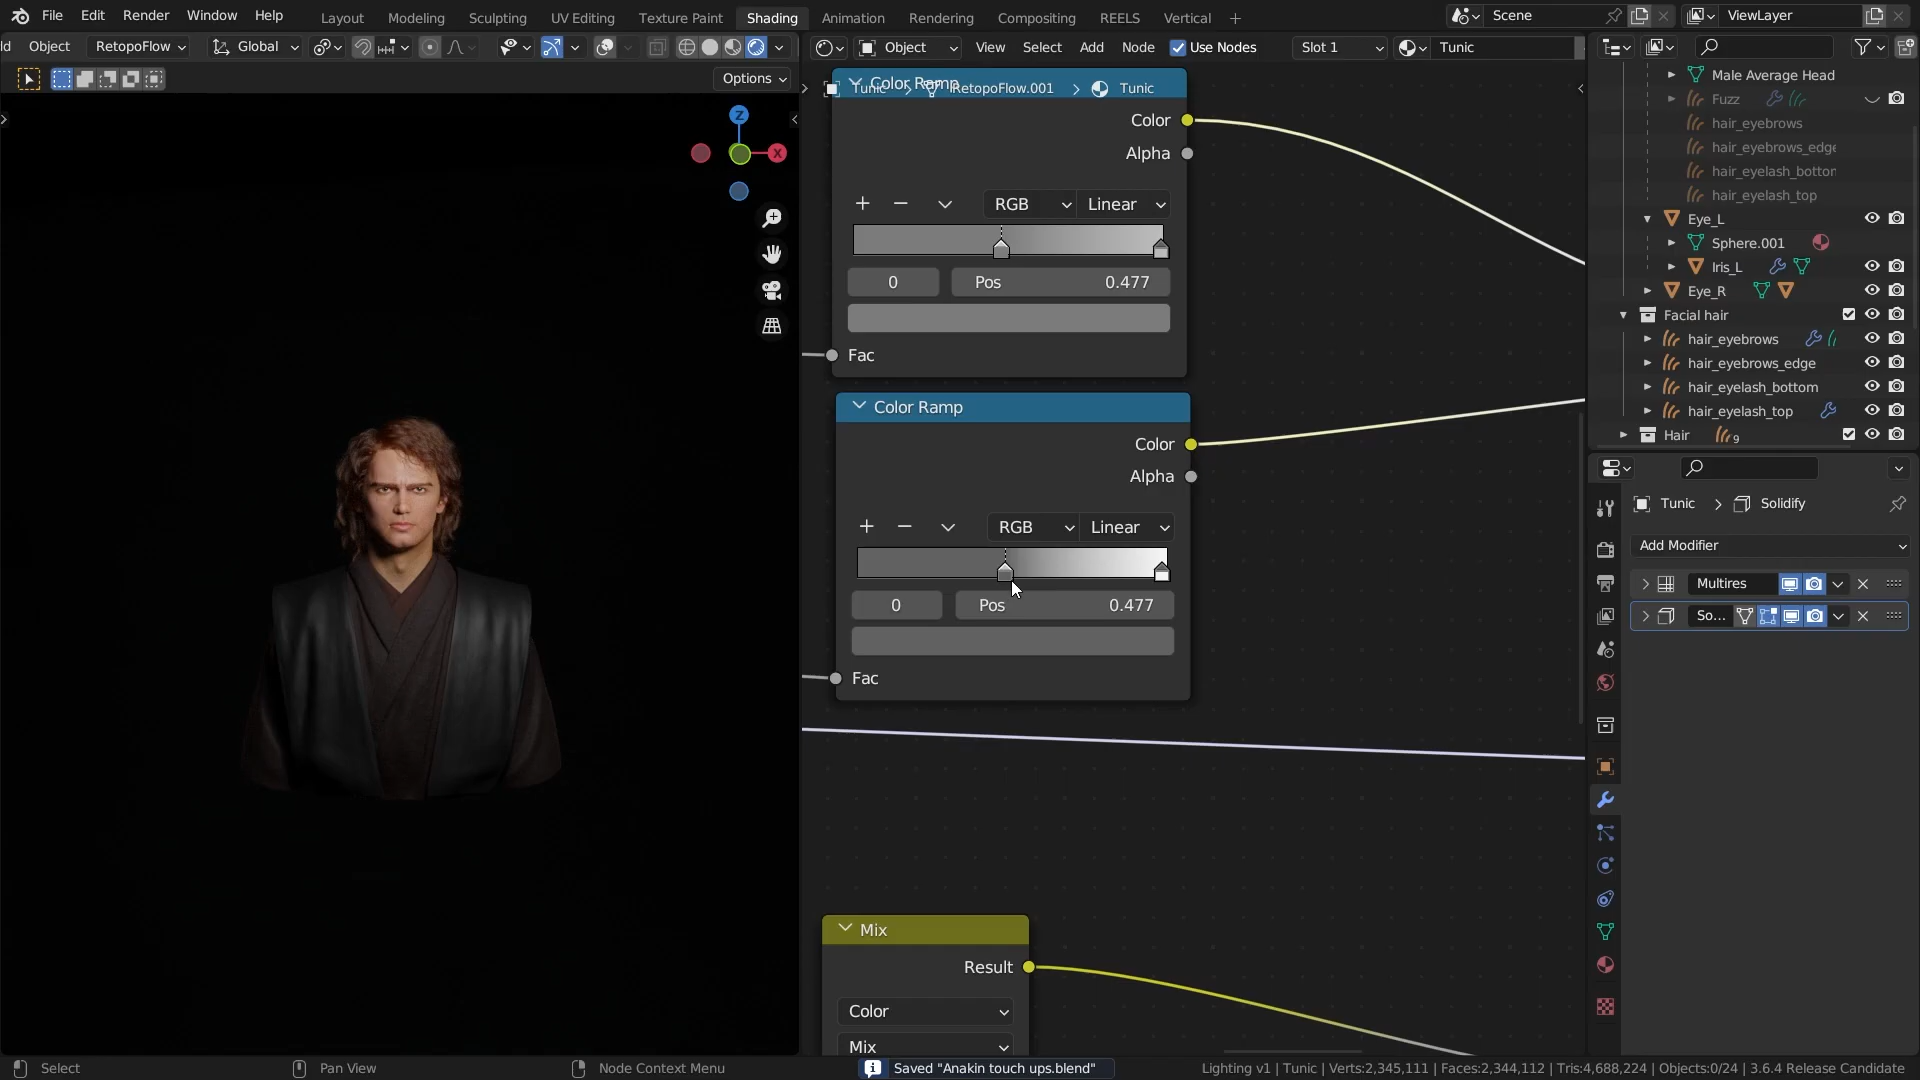 File Edit Render Window Help
Layout Modeling Sculpting UV Editing Texture Paint Shading Animation Rendering Compositing REELS Vertical +
Scene
ViewLayer
ld Object RetopoFlow Global
Object View Select Add Node Use Nodes Slot 1 Tunic
Options
Color Ramp
Tunic > RetopoFlow.001 > Tunic
Z
X
Color
Alpha
RGB Linear
0 Pos 0.477
Fac
Color Ramp
Color
Alpha
RGB Linear
0 Pos 0.477
Fac
Mix
Result
Color
Mix
Male Average Head
Fuzz
hair_eyebrows
hair_eyebrows_edge
hair_eyelash_bottom
hair_eyelash_top
Eye_L
Sphere.001
Iris_L
Eye_R
Facial hair
hair_eyebrows
hair_eyebrows_edge
hair_eyelash_bottom
hair_eyelash_top
Hair 9
Tunic > Solidify
Add Modifier
Multires
So...
Select
Pan View
Node Context Menu
Saved "Anakin touch ups.blend"
Lighting v1 | Tunic | Verts:2,345,111 | Faces:2,344,112 | Tris:4,688,224 | Objects:0/24 | 3.6.4 Release Candidate